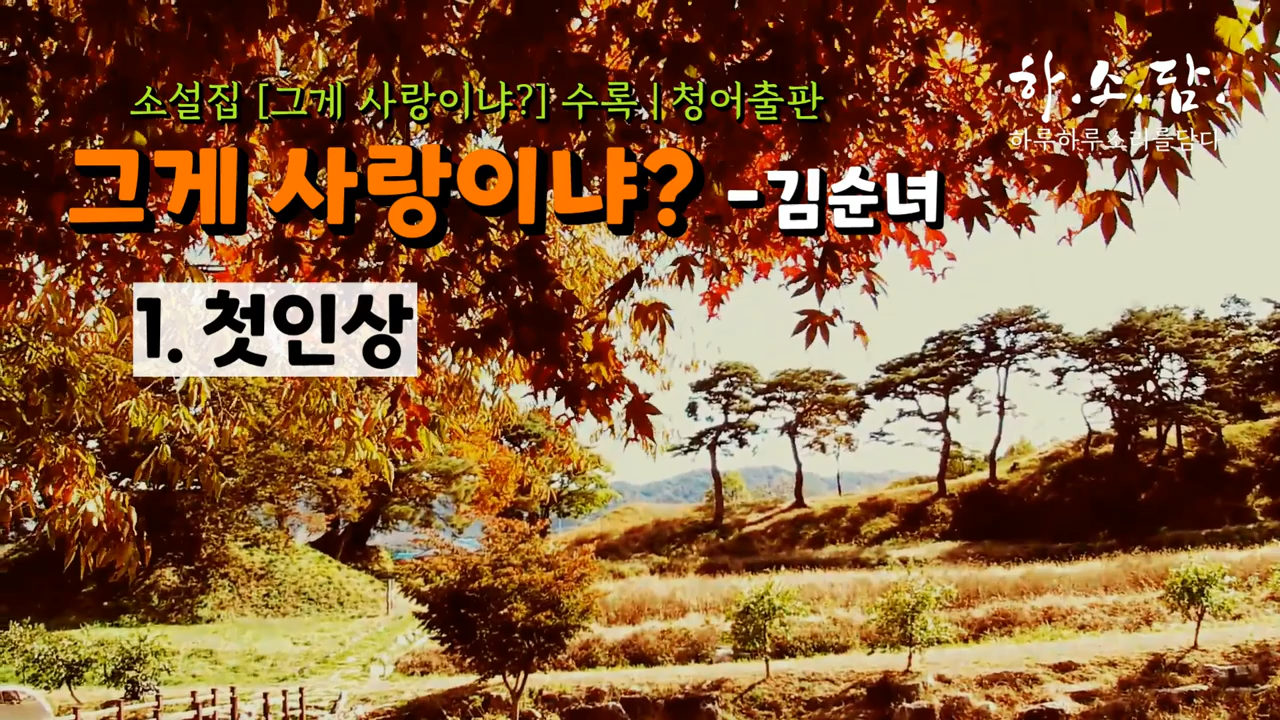 소설집 [그게 사랑이냐?] 수록 | 청어출판
그게 사랑이냐? -김순녀
1. 첫인상
하.소.담.
하루하루소리를담다